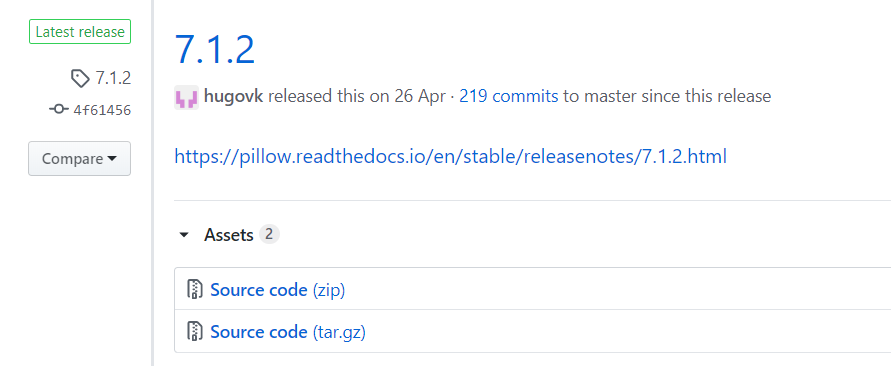 Latest release
7.1.2
4f61456
Compare
7.1.2
hugovk released this on 26 Apr · 219 commits to master since this release
https://pillow.readthedocs.io/en/stable/releasenotes/7.1.2.html
Assets 2
Source code (zip)
Source code (tar.gz)